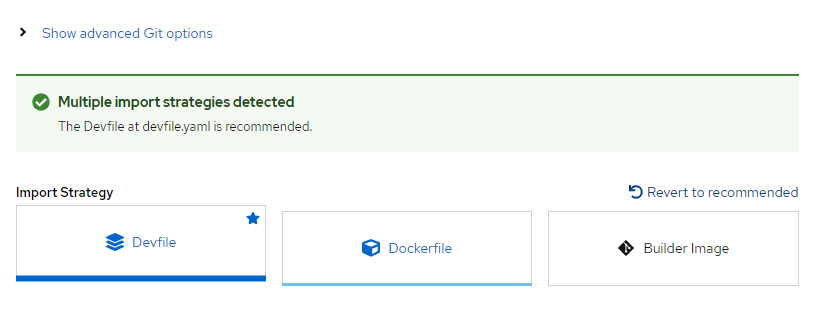 Show advanced Git options
Multiple import strategies detected
The Devfile at devfile.yaml is recommended.
Import Strategy
Revert to recommended
Devfile
Dockerfile
Builder Image